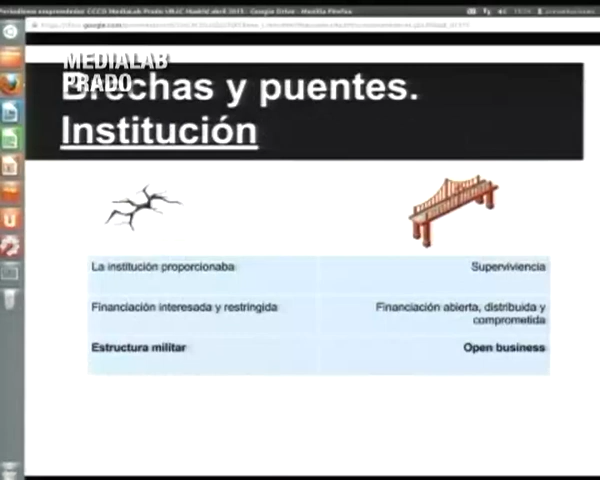 MEDIALAB
PRADO
Brechas y puentes.
Institución
La institución proporcionaba
Superviviencia
Financiación interesada y restringida
Financiación abierta, distribuida y
comprometida
Estructura militar
Open business